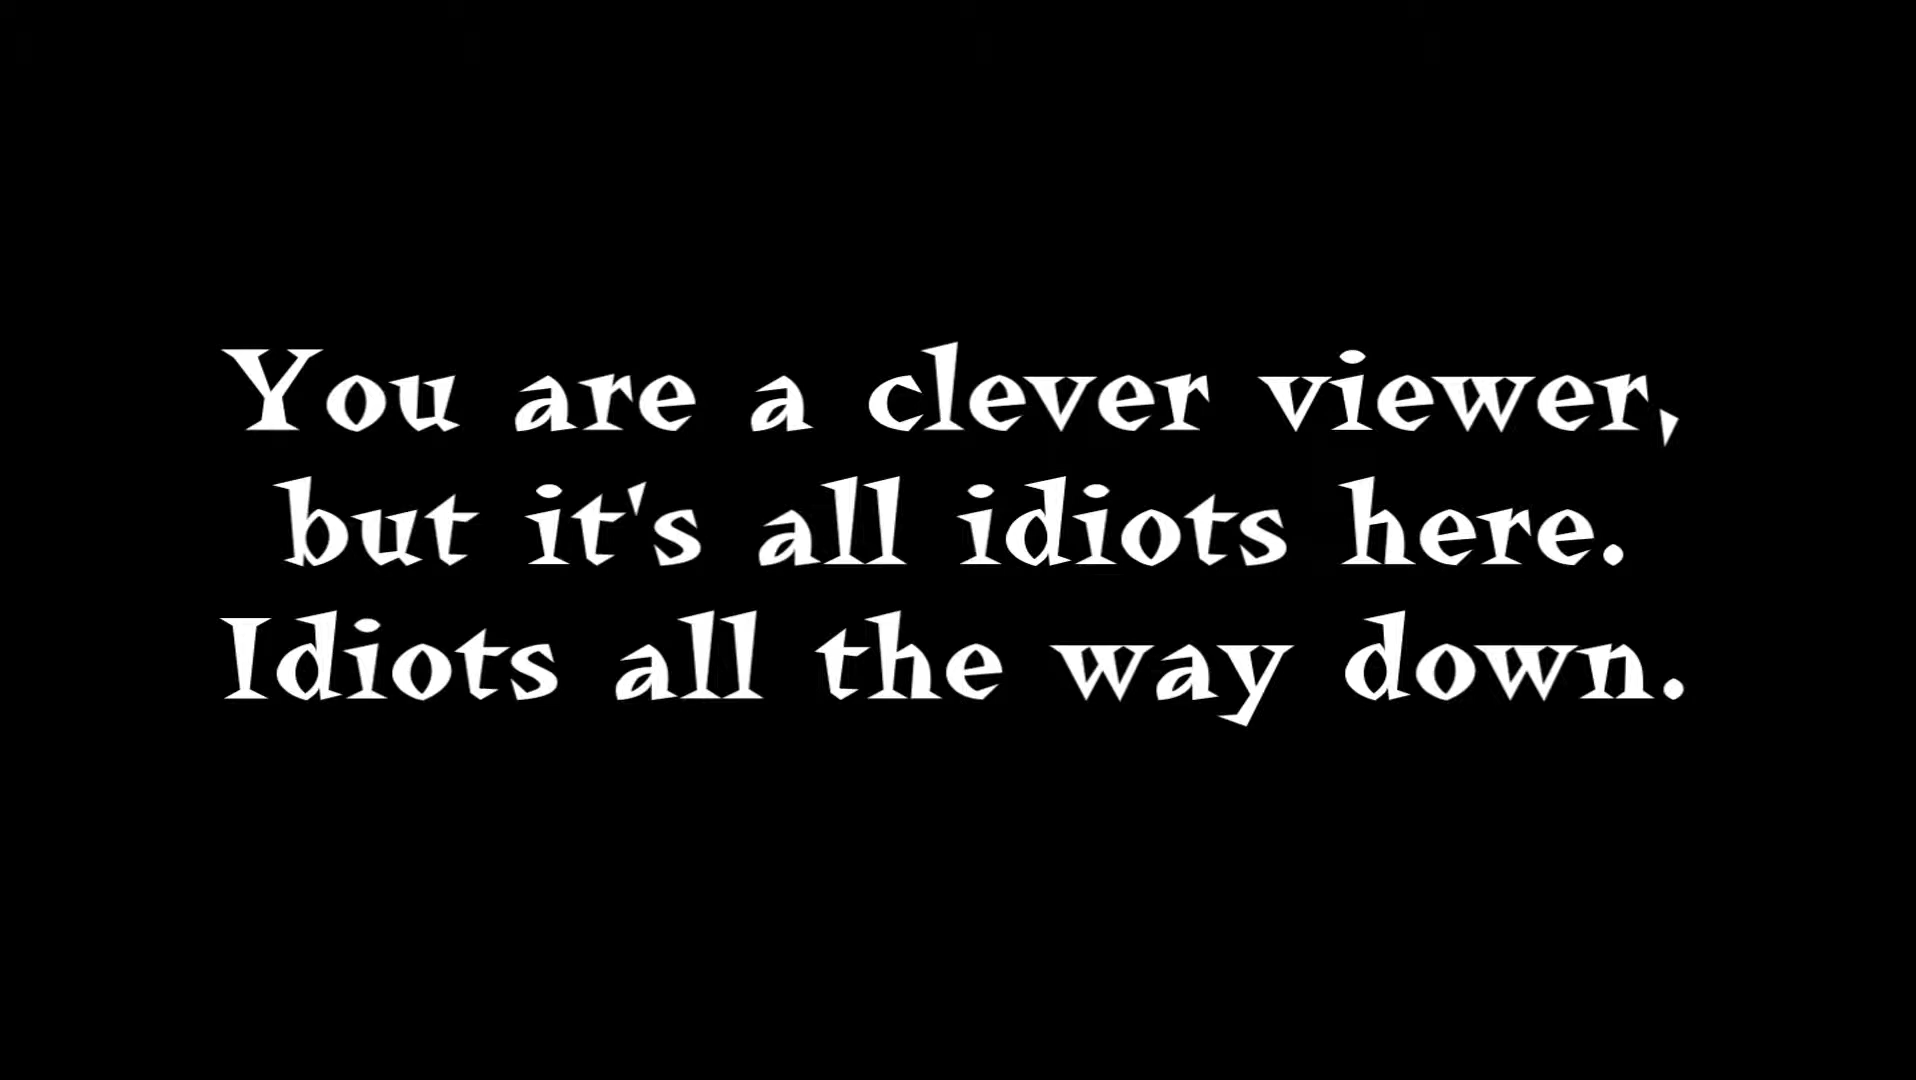 You are a clever viewer,
but it's all idiots here.
Idiots all the way down.